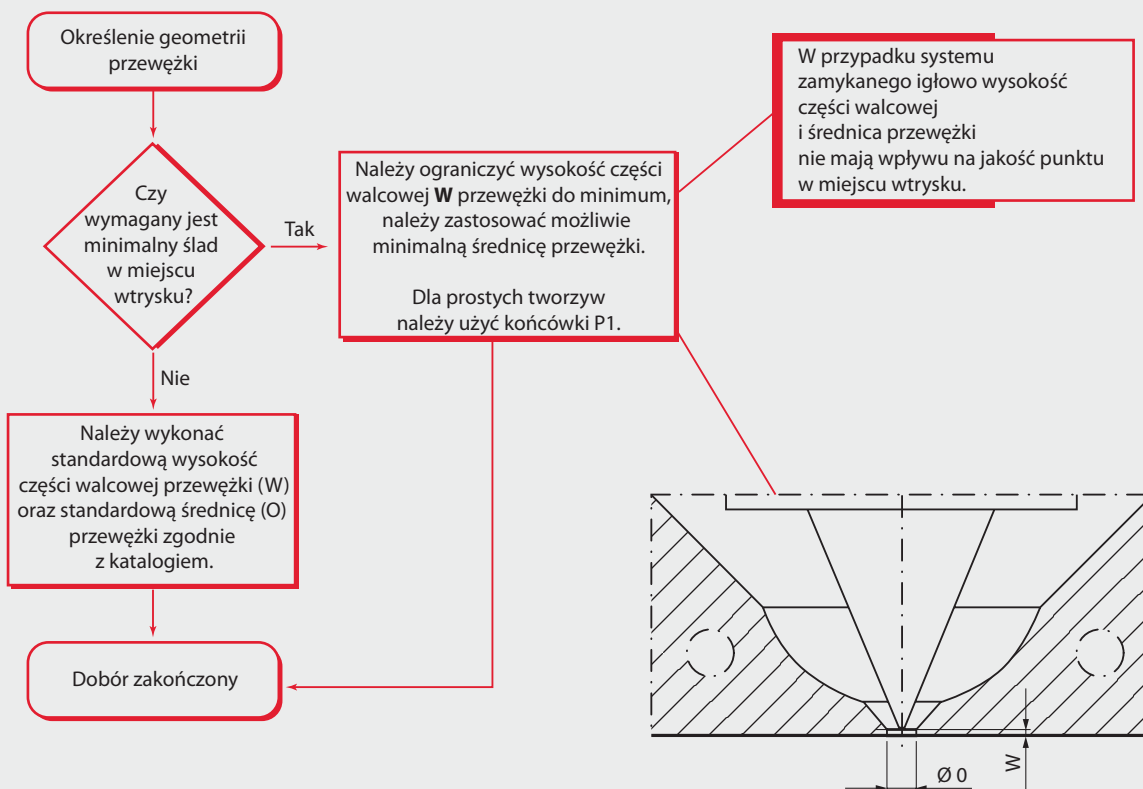 Określenie geometrii
przewężki
Czy
wymagany jest
minimalny ślad
w miejscu
wtrysku?
Tak
Należy ograniczyć wysokość części
walcowej W przewężki do minimum,
należy zastosować możliwie
minimalną średnicę przewężki.
Dla prostych tworzyw
należy użyć końcówki P1.
W przypadku systemu
zamykanego igłowo wysokość
części walcowej
i średnica przewężki
nie mają wpływu na jakość punktu
w miejscu wtrysku.
Nie
Należy wykonać
standardową wysokość
części walcowej przewężki (W)
oraz standardową średnicę (O)
przewężki zgodnie
z katalogiem.
Dobór zakończony
Ø 0
W